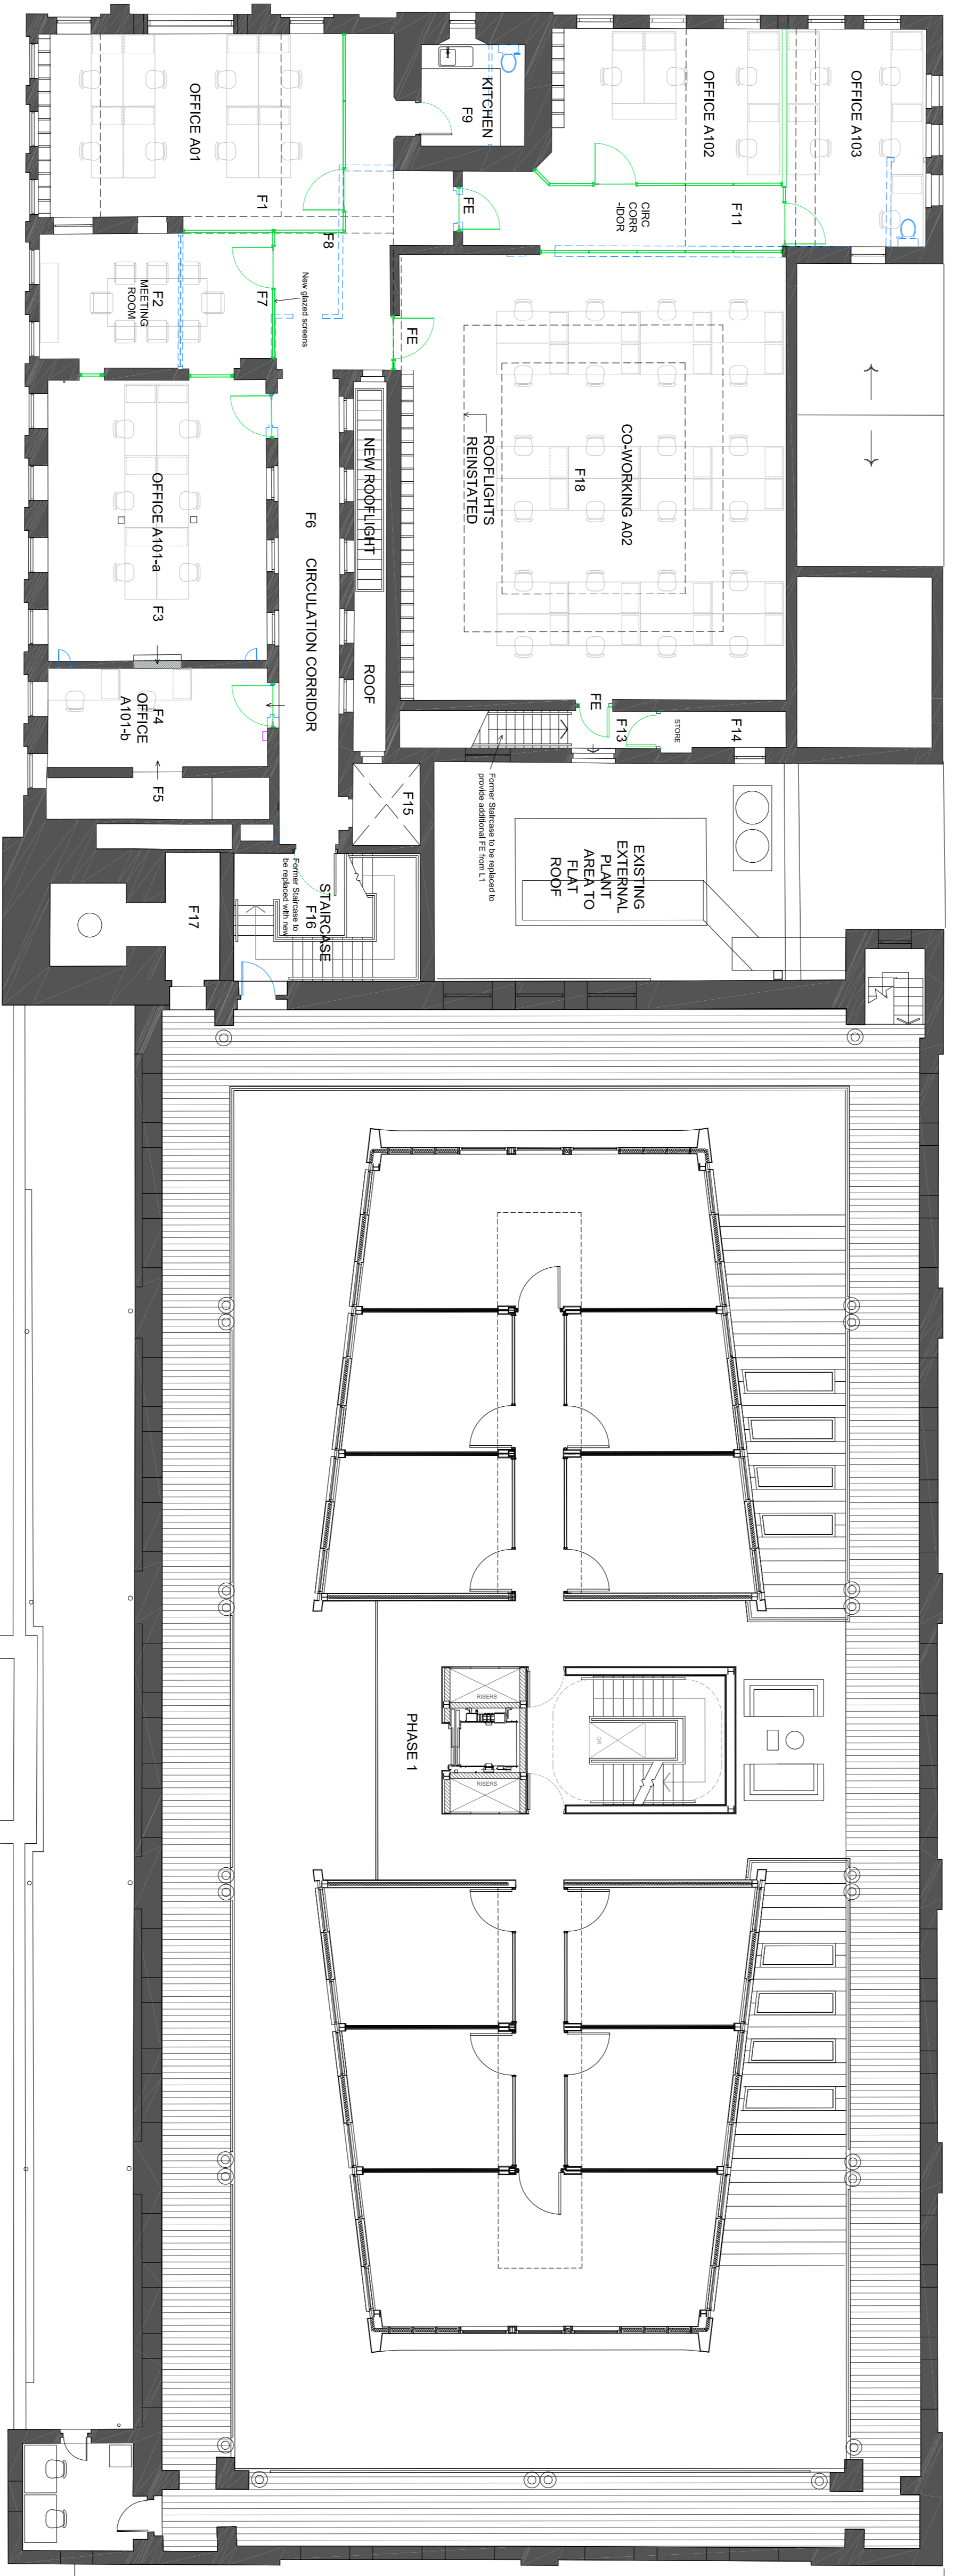 OFFICE A01
F1
KITCHEN
F9
OFFICE A102
OFFICE A103
F11
CIRC
CORR
-IDOR
FE
F8
F2
MEETING
ROOM
F7
New glazed screens
FE
CO-WORKING A02
F18
ROOFLIGHTS
REINSTATED
NEW ROOFLIGHT
ROOF
F6 CIRCULATION CORRIDOR
OFFICE A101-a
F3
F4
OFFICE
A101-b
F5
FE
F13
STORE
F14
Former Staircase to be replaced to
provide additional FE from L1
F15
EXISTING
EXTERNAL
PLANT
AREA TO
FLAT
ROOF
STAIRCASE
F16
Former Staircase to
be replaced with new
F17
RISERS
RISERS
DR
PHASE 1